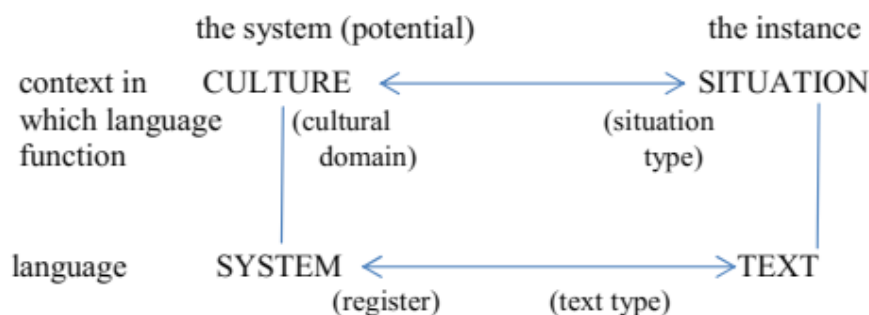 the system (potential) the instance
context in CULTURE SITUATION
which language (cultural (situation
function domain) type)
language SYSTEM TEXT
(register) (text type)